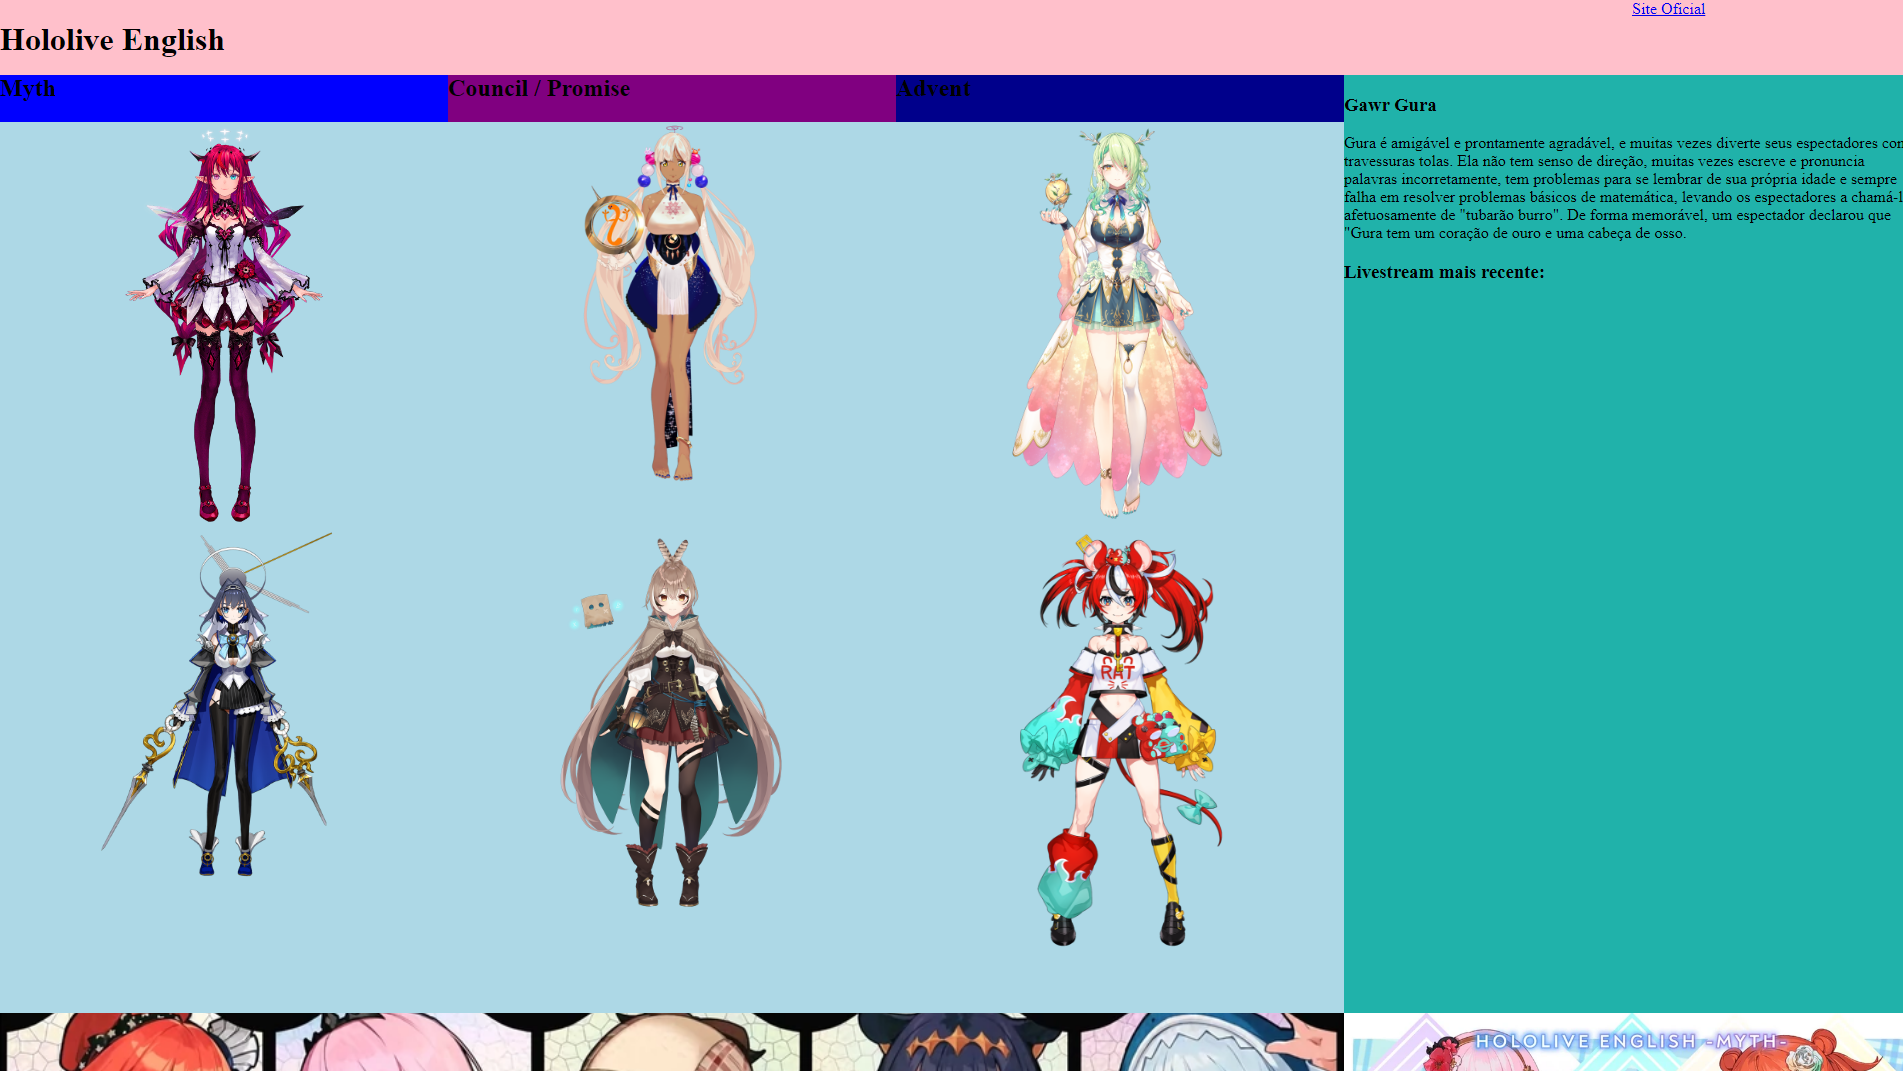 Site Oficial
Hololive English
Myth
Council / Promise
Advent
Gawr Gura
Gura é amigável e prontamente agradável, e muitas vezes diverte seus espectadores
travessuras tolas. Ela não tem senso de direção, muitas vezes escreve e pronuncia
palavras incorretamente, tem problemas para se lembrar de sua própria idade e sempre
falha em resolver problemas básicos de matemática, levando os espectadores a
afetuosamente de "tubarão burro". De forma memorável, um espectador declarou que
"Gura tem um coração de ouro e uma cabeça de osso.
Livestream mais recente:
RAT
HOLOLIVE ENGLISH -MYTH-